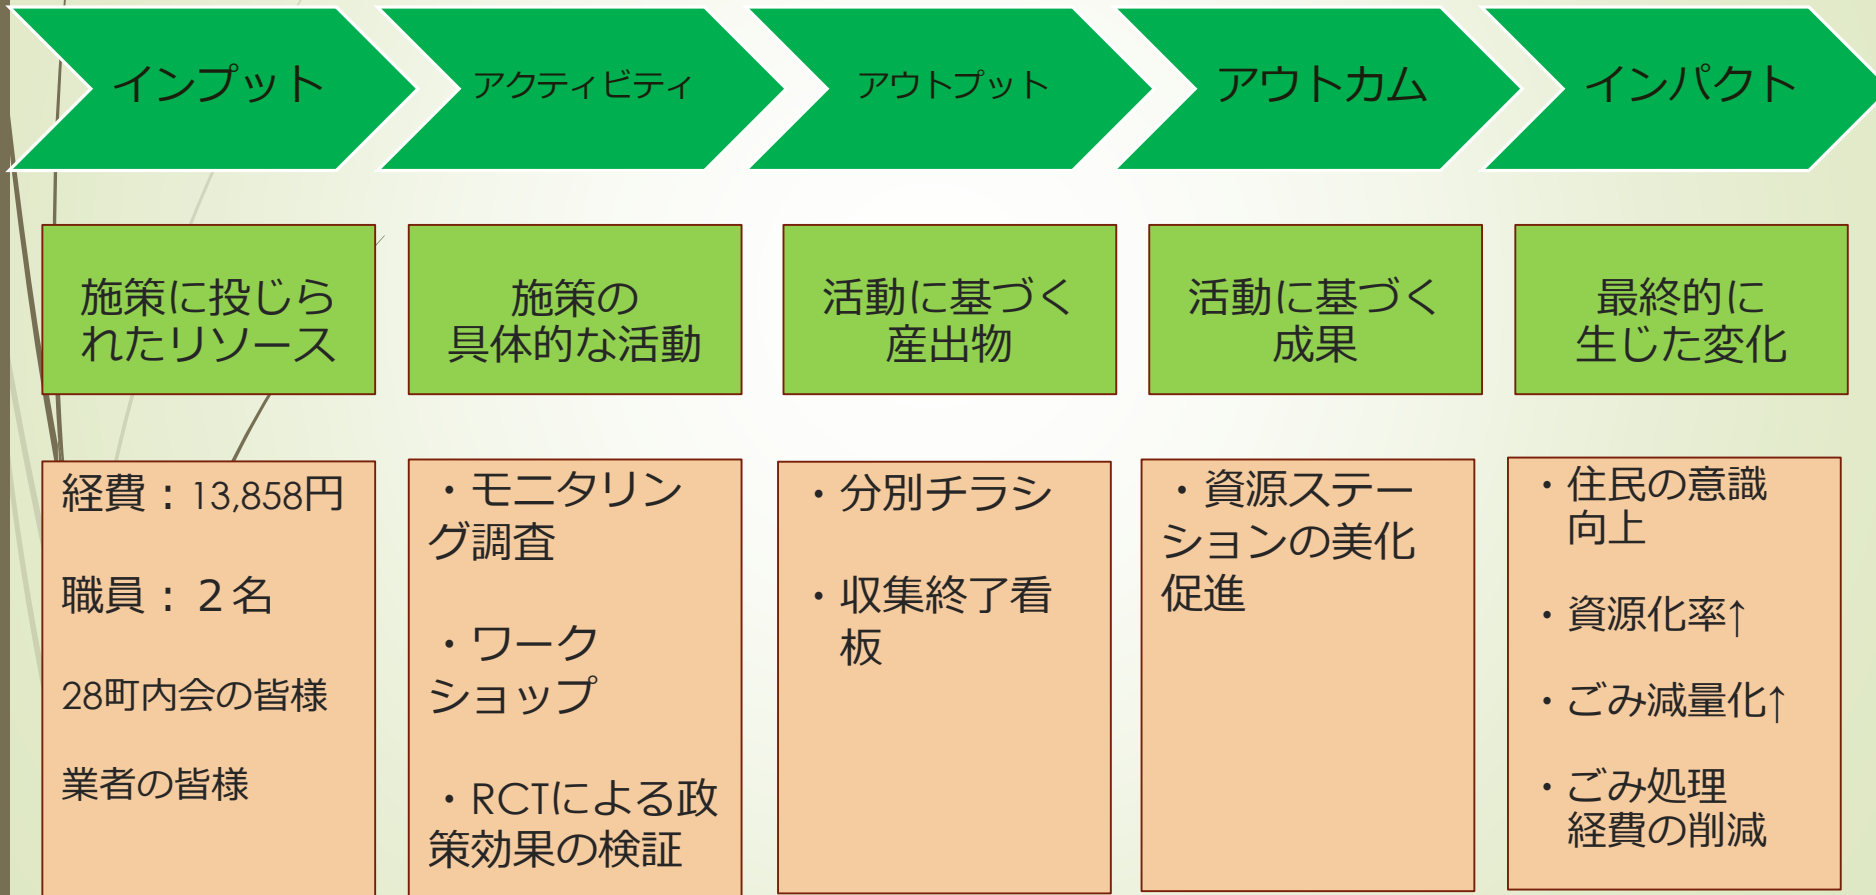 インプット
アクティビティ
アウトプット
アウトカム
インパクト
施策に投じら
れたリソース
施策の
具体的な活動
活動に基づく
産出物
活動に基づく
成果
最終的に
生じた変化
経費：13,858円
職員：２名
28町内会の皆様
業者の皆様
・モニタリン
グ調査
・ワーク
ショップ
・RCTによる政
策効果の検証
・分別チラシ
・収集終了看
板
・資源ステー
ションの美化
促進
・住民の意識
向上
・資源化率↑
・ごみ減量化↑
・ごみ処理
経費の削減